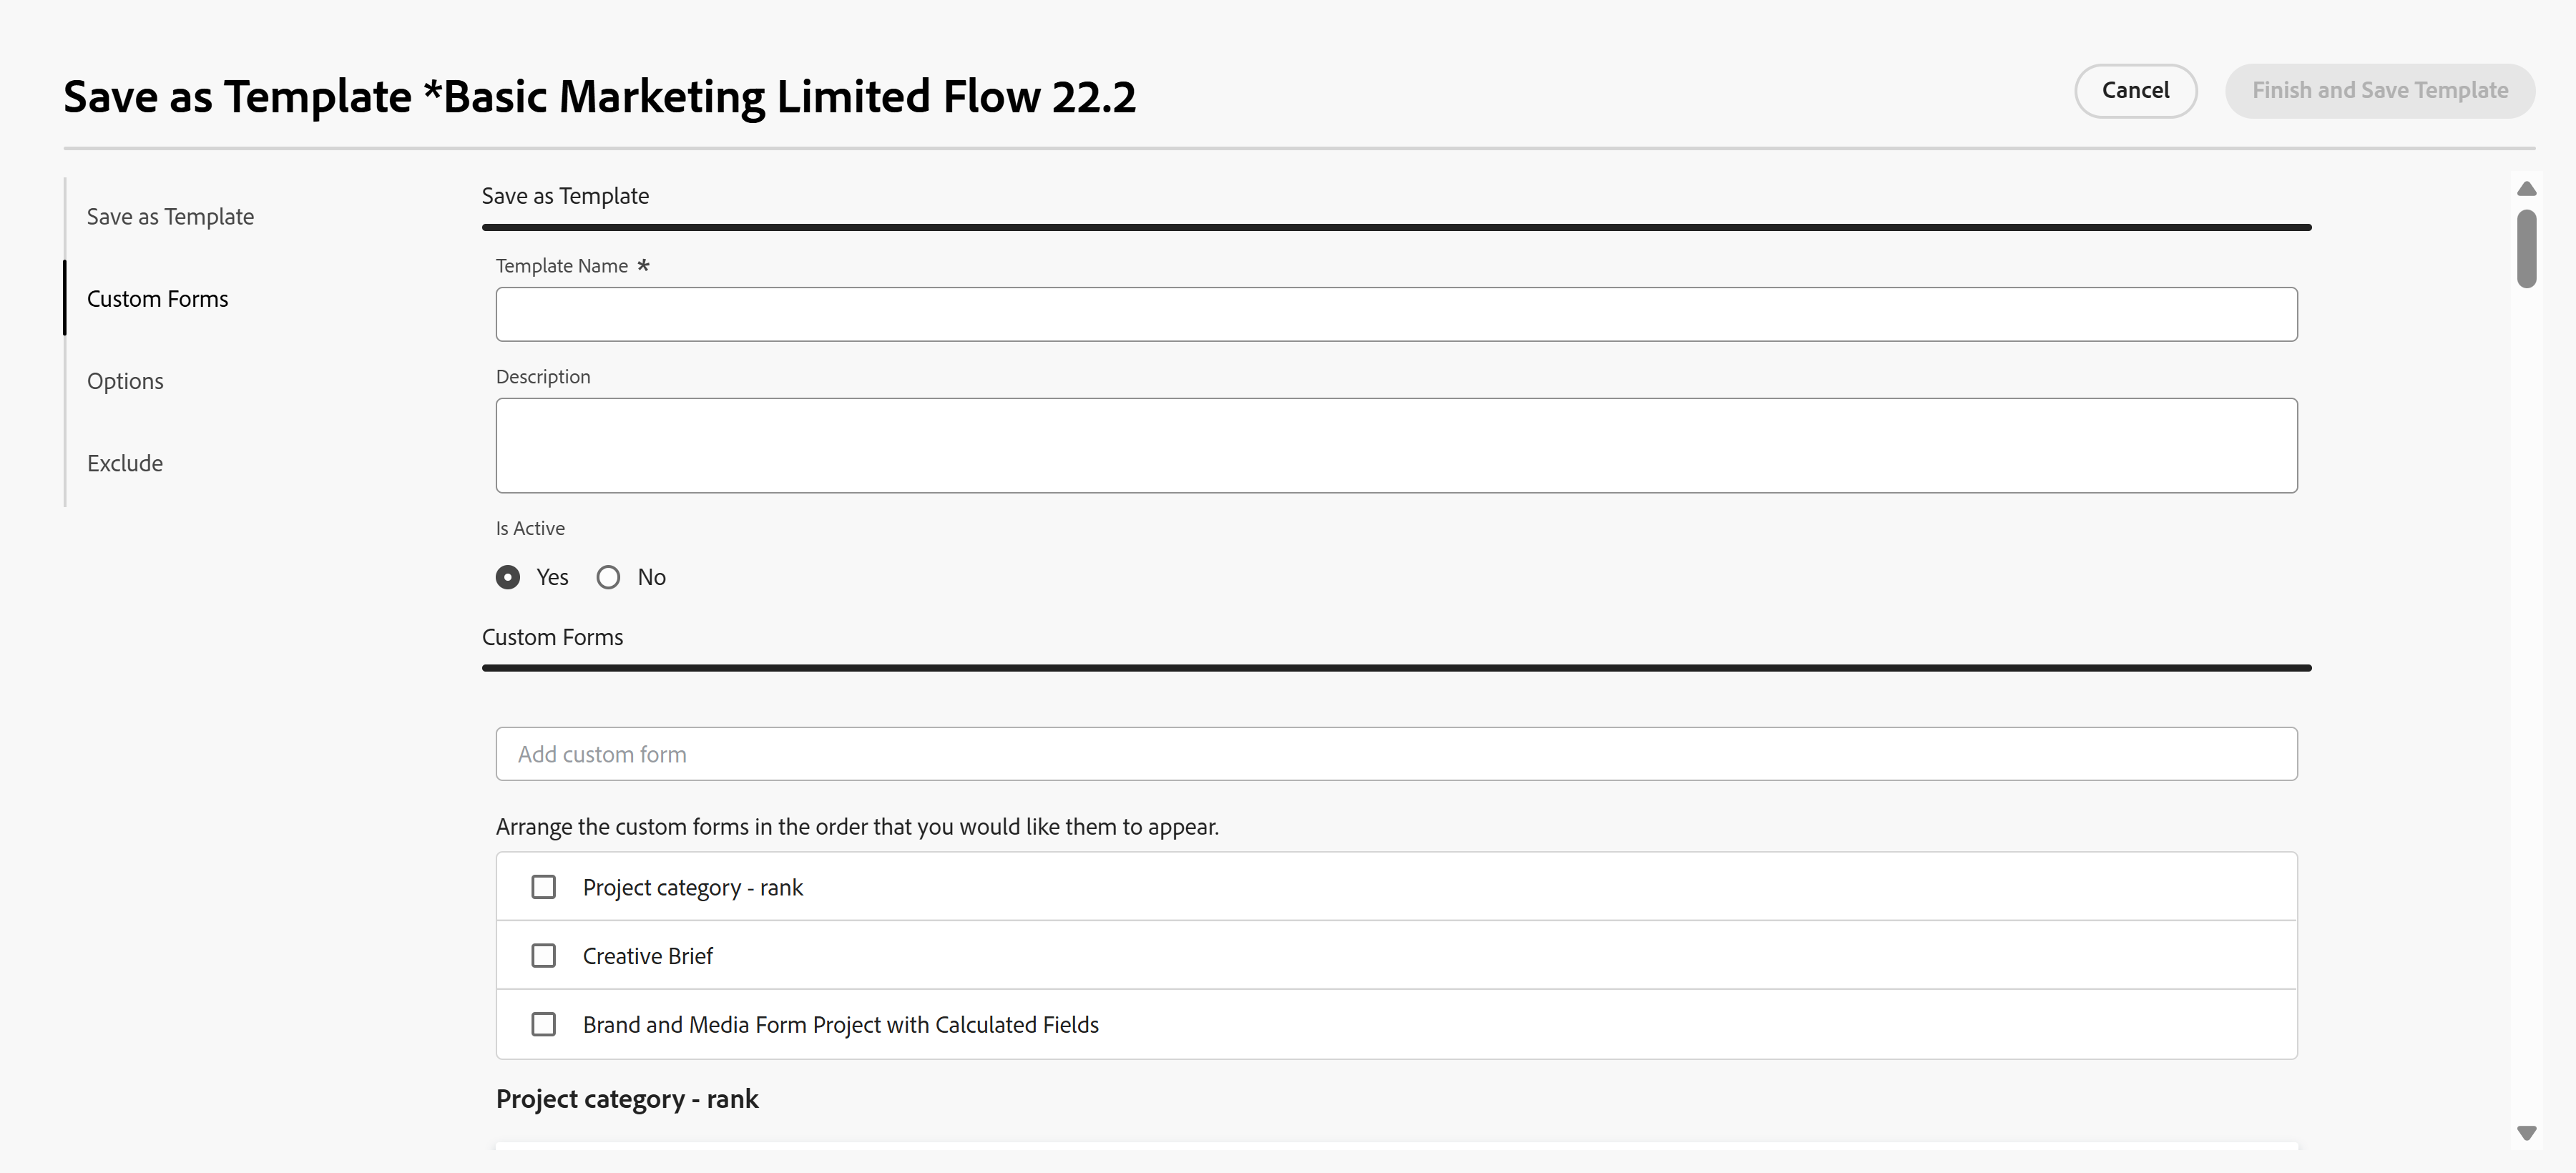 Save as Template *Basic Marketing Limited Flow 22.2
Cancel
Finish and Save Template
Save as Template
Custom Forms
Options
Exclude
Save as Template
Template Name *
Description
Is Active
Yes
No
Custom Forms
Add custom form
Arrange the custom forms in the order that you would like them to appear.
Project category - rank
Creative Brief
Brand and Media Form Project with Calculated Fields
Project category - rank